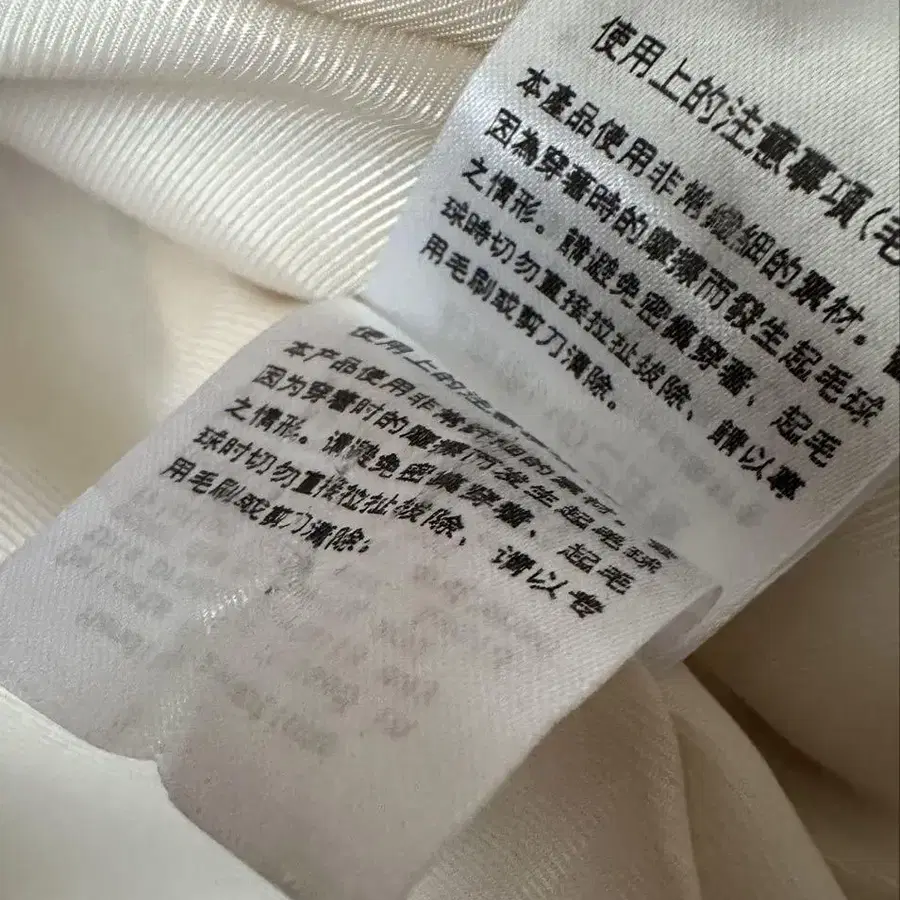 使用上的注意事項(毛
本產品使用非常纖細的素材。
因為穿著時的摩擦而發生起毛球
之情形。請避免密集穿著、起毛
球時切勿直接拉扯拔除、請以專
用毛刷或剪刀清除。
使用上的注意
本产品使用非常纤细的素材。
因为穿着时的摩擦而发生起毛球
之情形。请避免密集穿着、起毛
球时切勿直接拉扯拔除、请以专
用毛刷或剪刀清除。